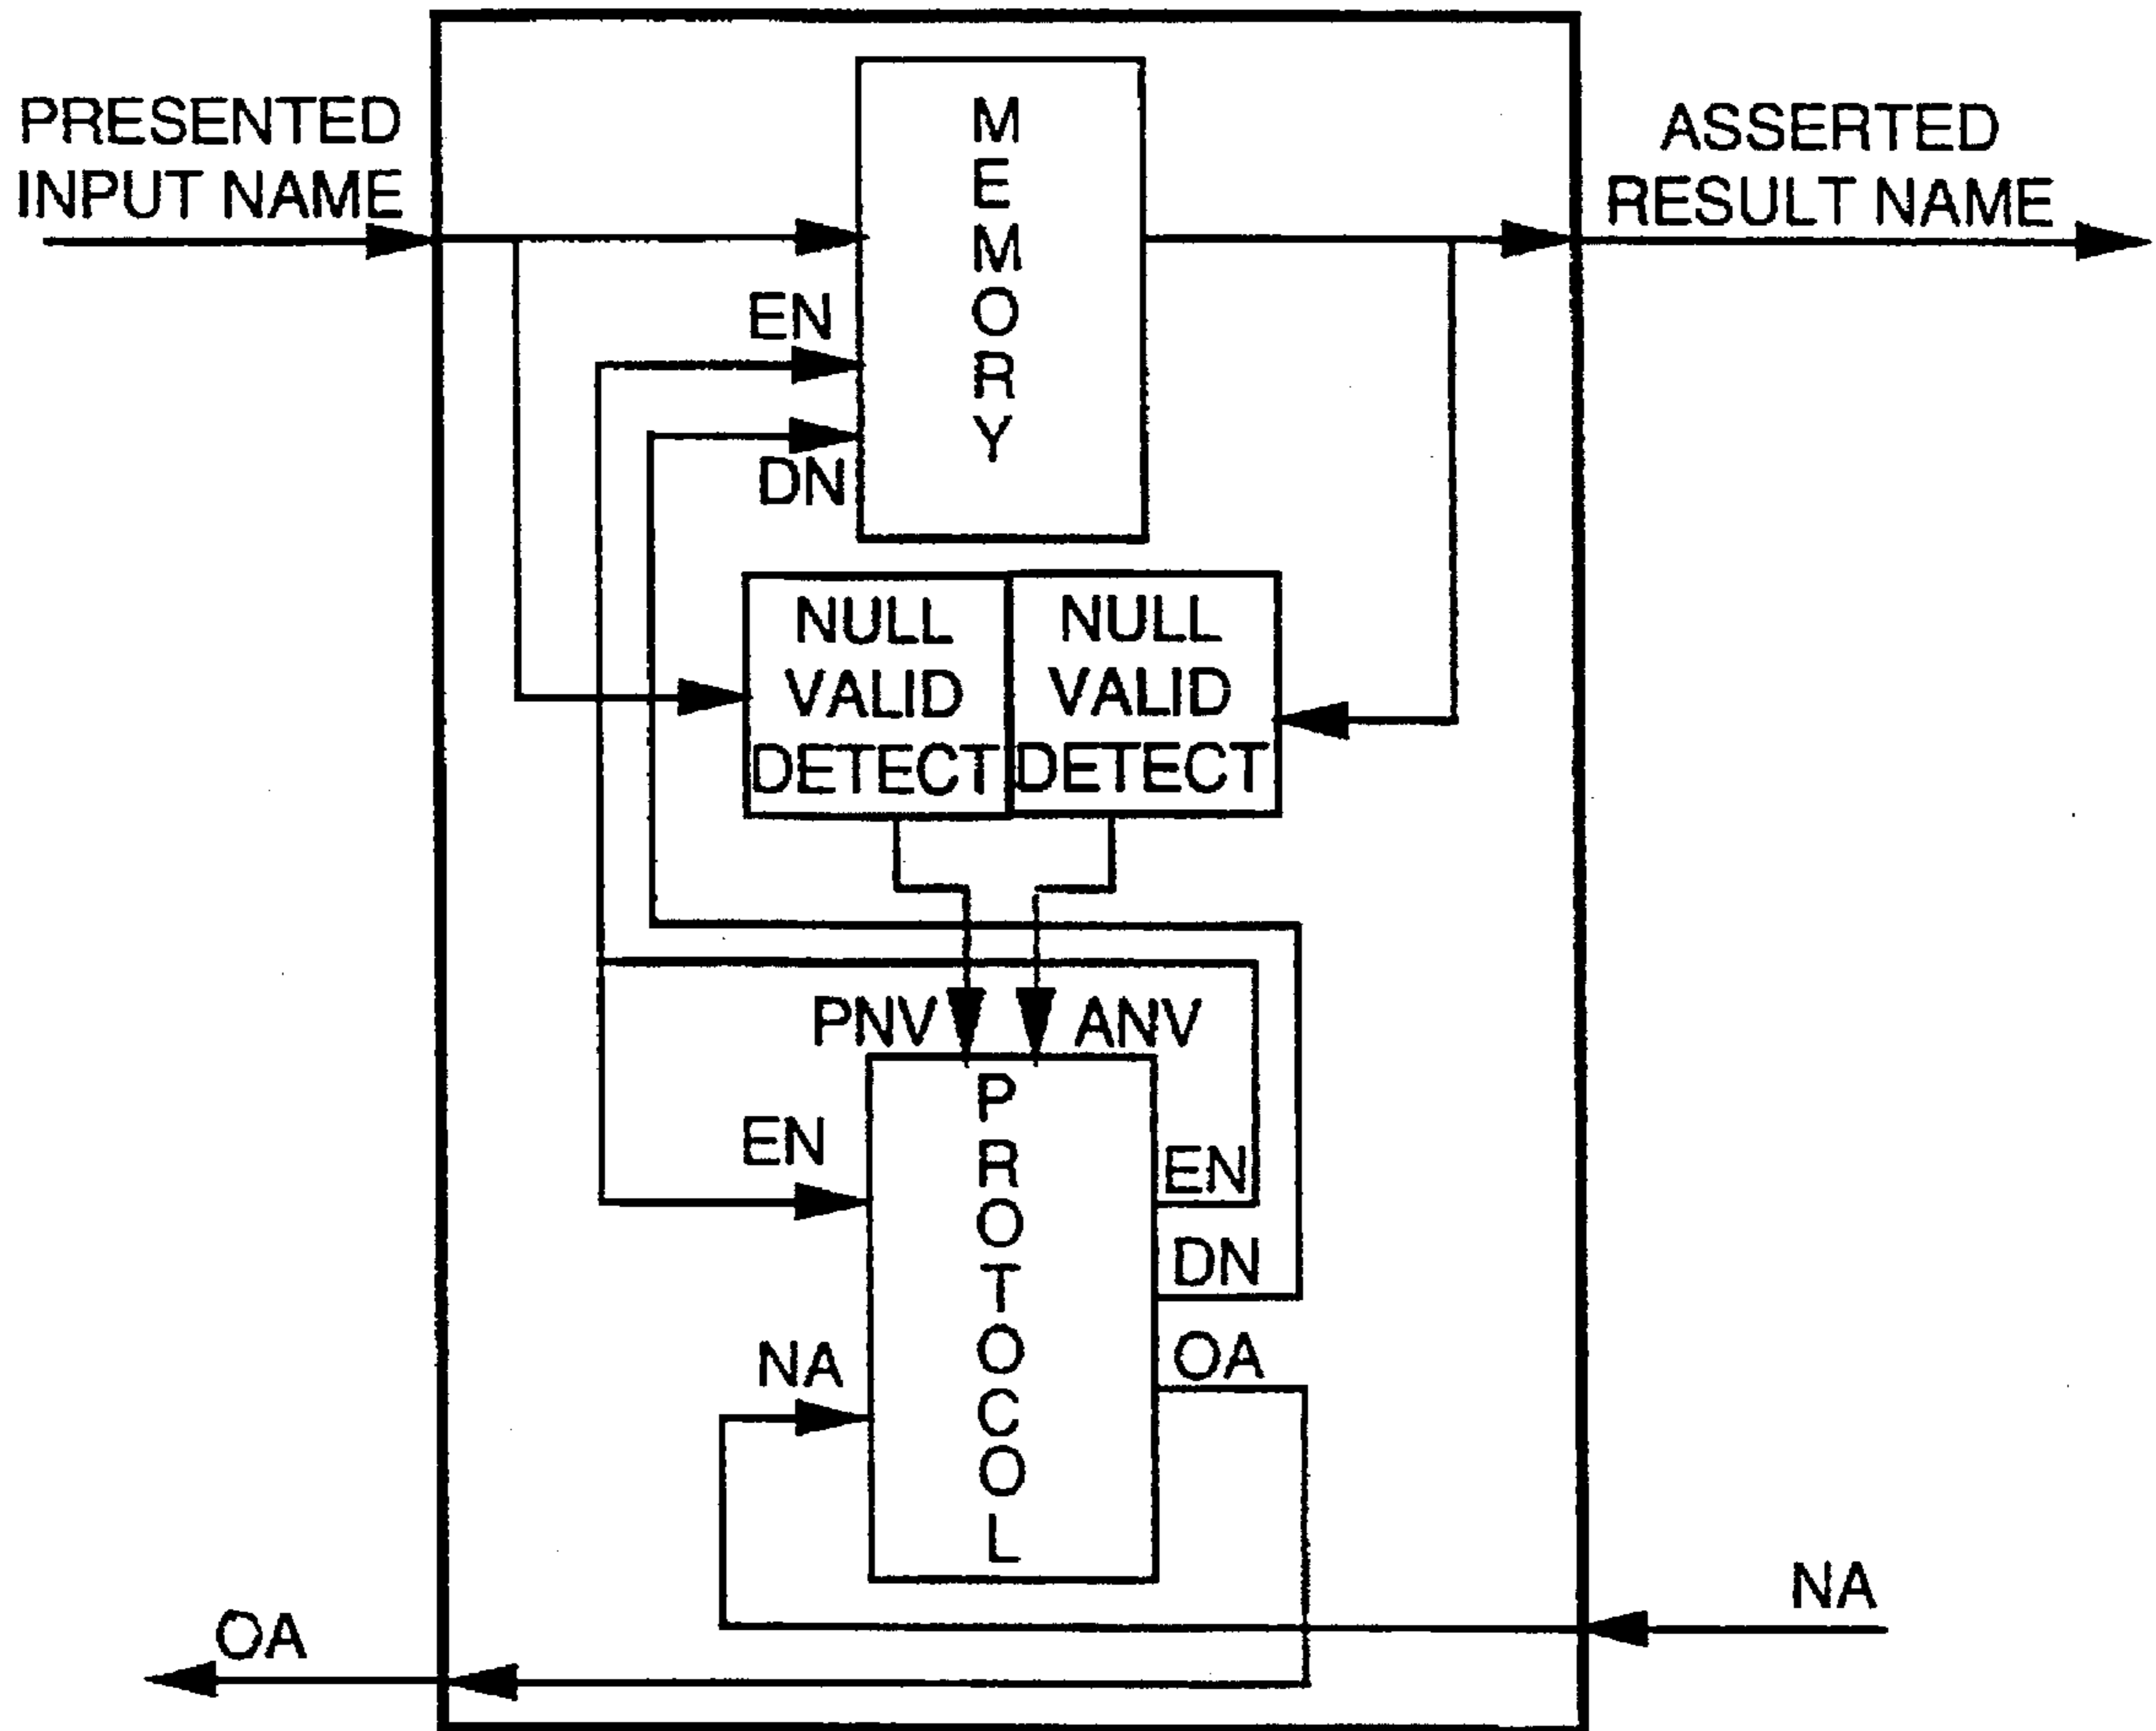 PRESENTED
INPUT NAME
ASSERTED
RESULT NAME
MEMORY
EN
DN
NULL
VALID
DETECT
NULL
VALID
DETECT
PNV
ANV
PROTOCOL
EN
EN
DN
NA
OA
NA
OA